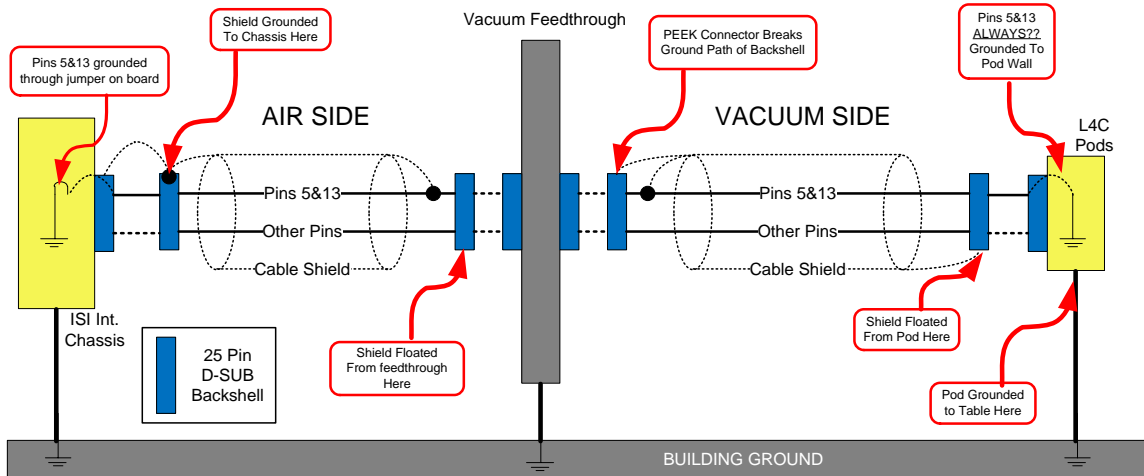 Shield Grounded
To Chassis Here
Vacuum Feedthrough
PEEK Connector Breaks
Ground Path of Backshell
Pins 5&13
ALWAYS??
Grounded To
Pod Wall
Pins 5&13 grounded
through jumper on board
AIR SIDE
VACUUM SIDE
L4C
Pods
Pins 5&13
Other Pins
Cable Shield
Pins 5&13
Other Pins
Cable Shield
ISI Int.
Chassis
25 Pin
D-SUB
Backshell
Shield Floated
From feedthrough
Here
Shield Floated
From Pod Here
Pod Grounded
to Table Here
BUILDING GROUND